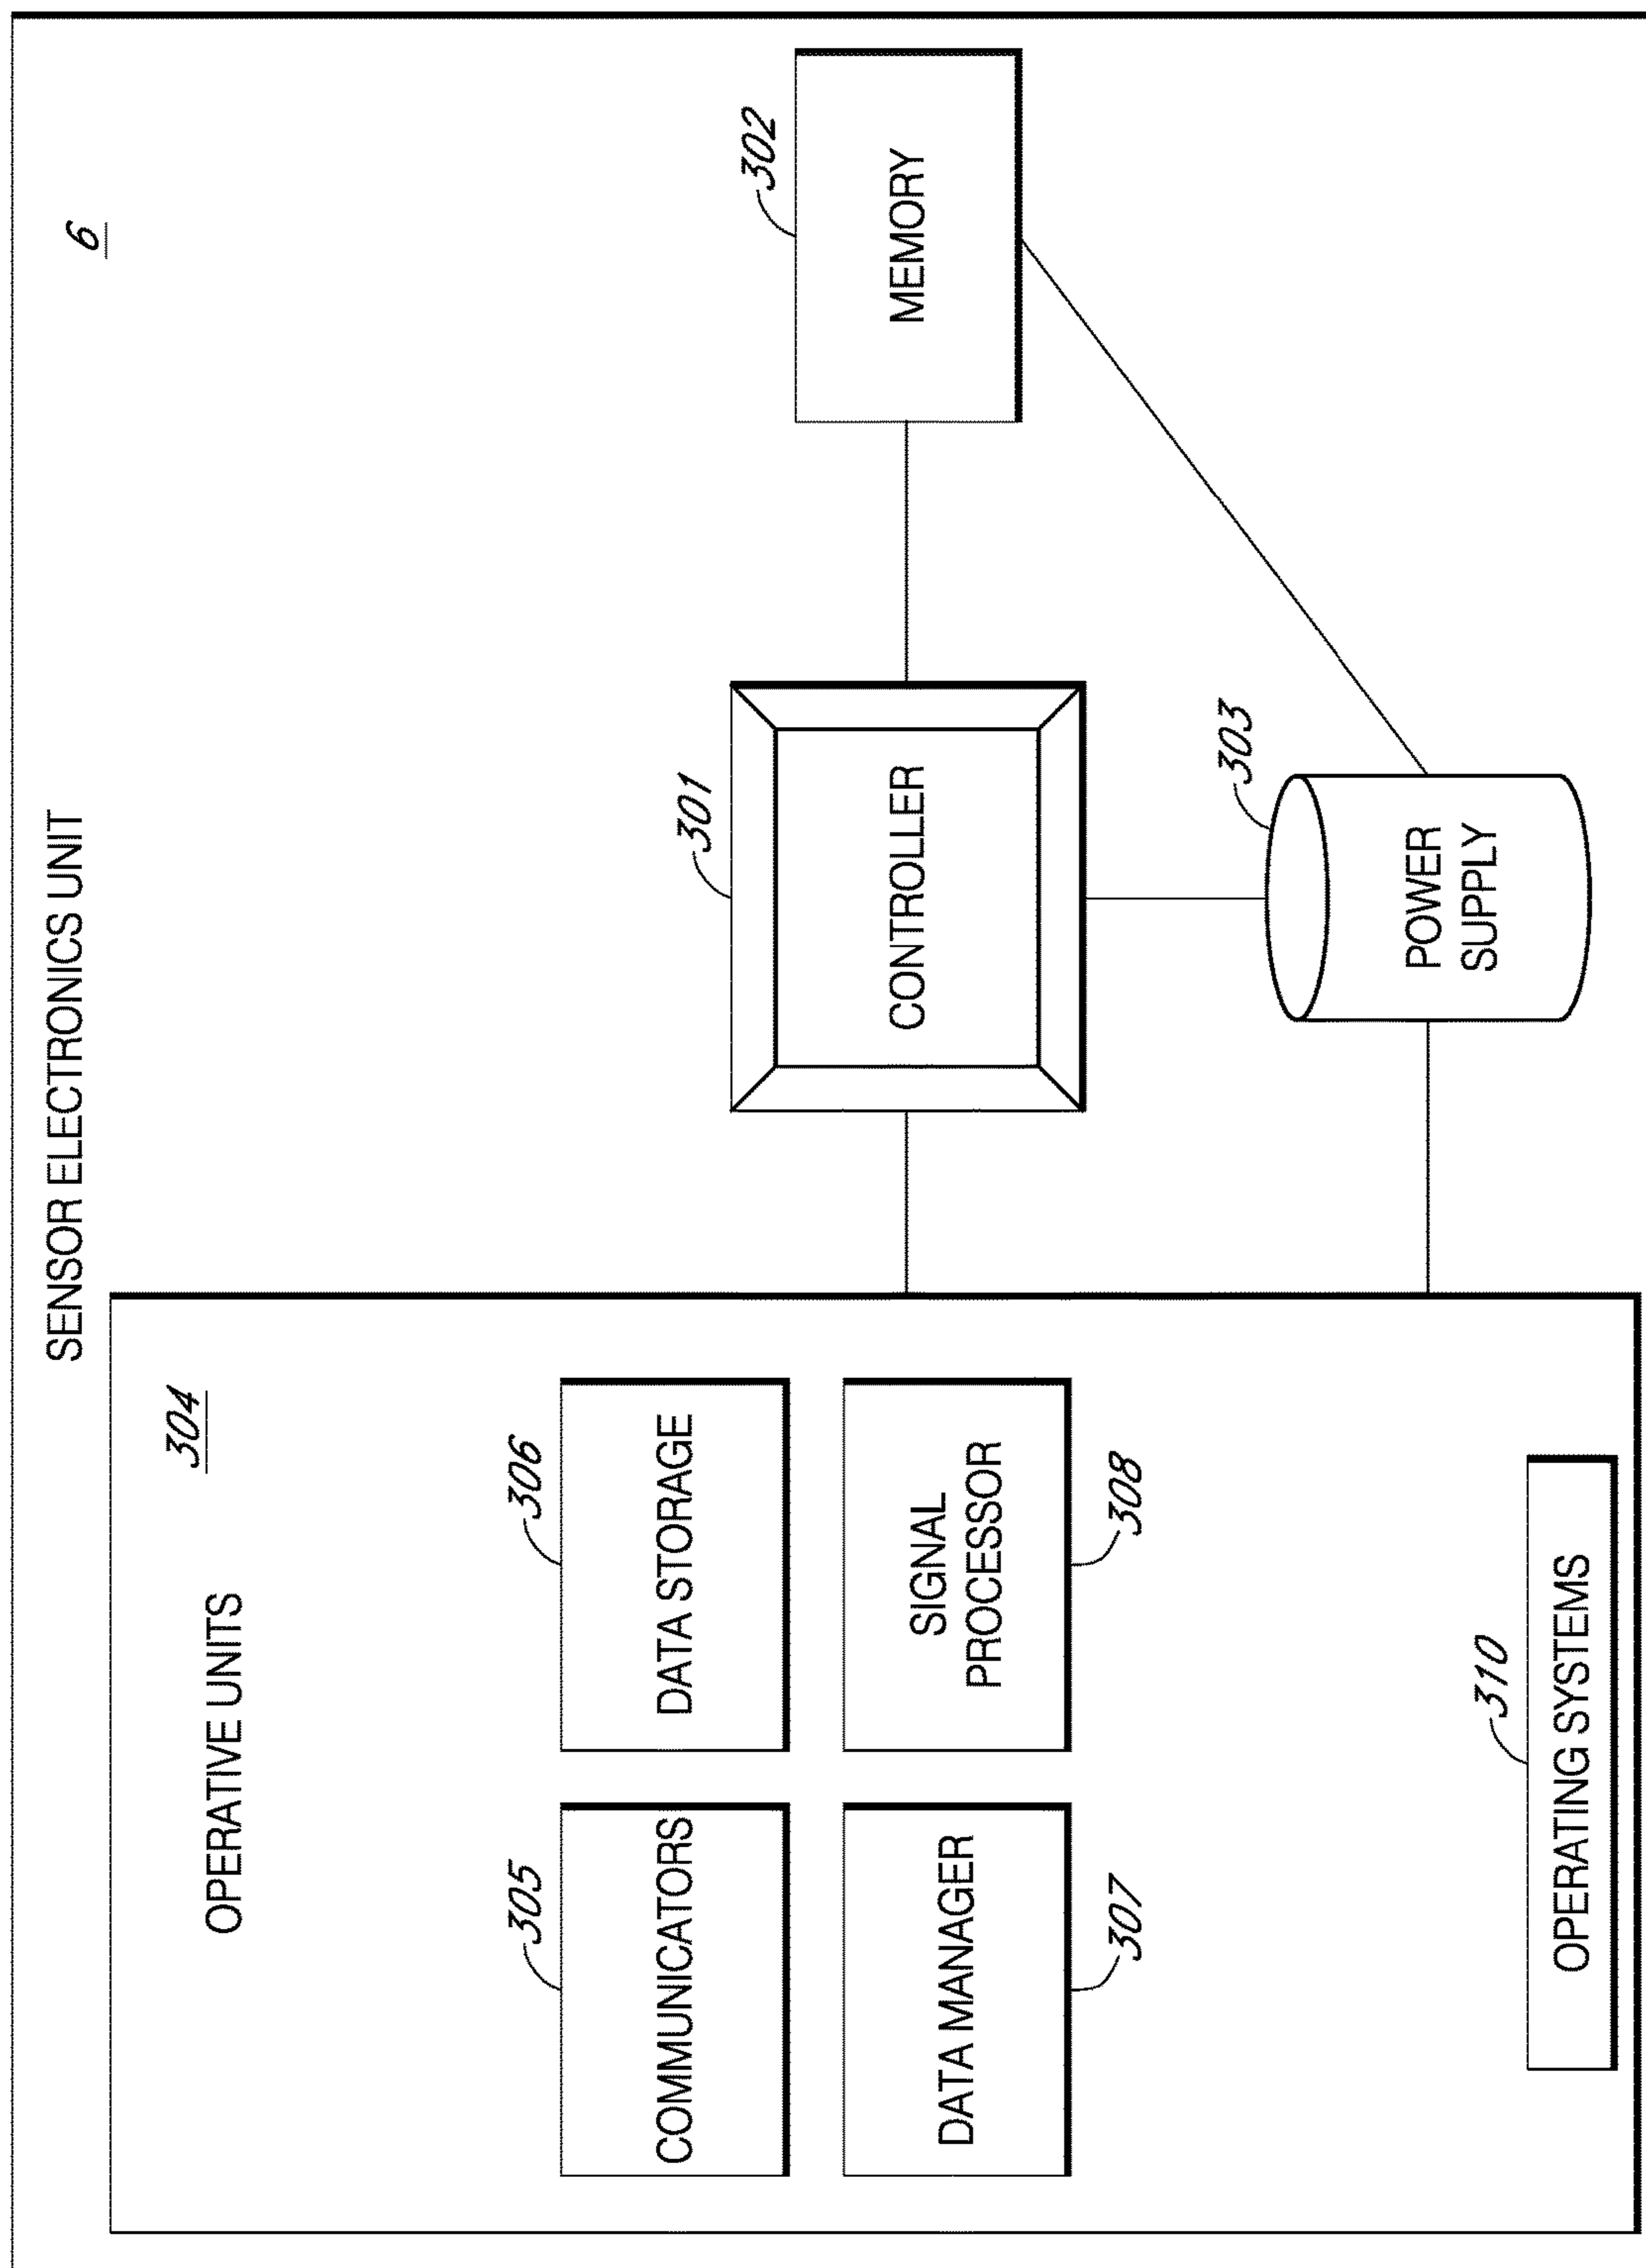 SENSOR ELECTRONICS UNIT
6
OPERATIVE UNITS
304
305
306
COMMUNICATORS
DATA STORAGE
DATA MANAGER
SIGNAL
PROCESSOR
307
308
310
OPERATING SYSTEMS
301
CONTROLLER
302
MEMORY
303
POWER
SUPPLY